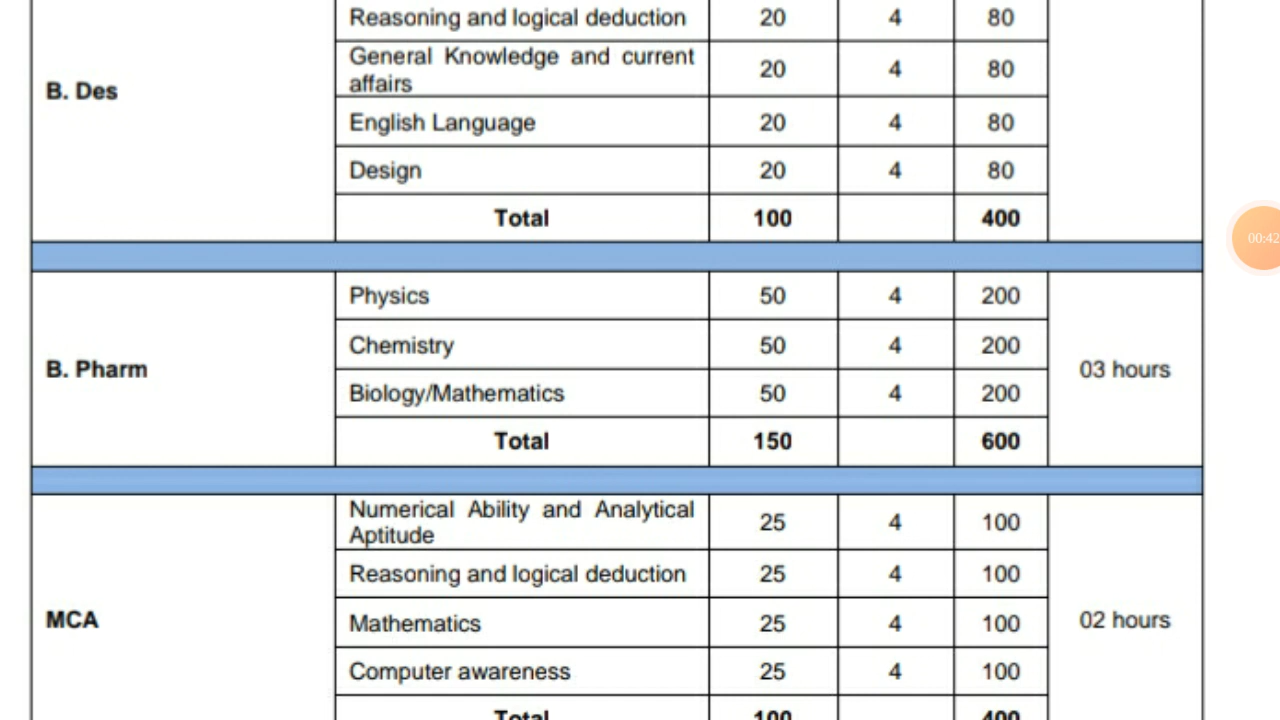 Reasoning and logical deduction 20 4 80
General Knowledge and current
affairs 20 4 80
B. Des
English Language 20 4 80
Design 20 4 80
Total 100 400
00:42
Physics 50 4 200
Chemistry 50 4 200
B. Pharm 03 hours
Biology/Mathematics 50 4 200
Total 150 600
Numerical Ability and Analytical
Aptitude 25 4 100
Reasoning and logical deduction 25 4 100
MCA 02 hours
Mathematics 25 4 100
Computer awareness 25 4 100
Total 100 400